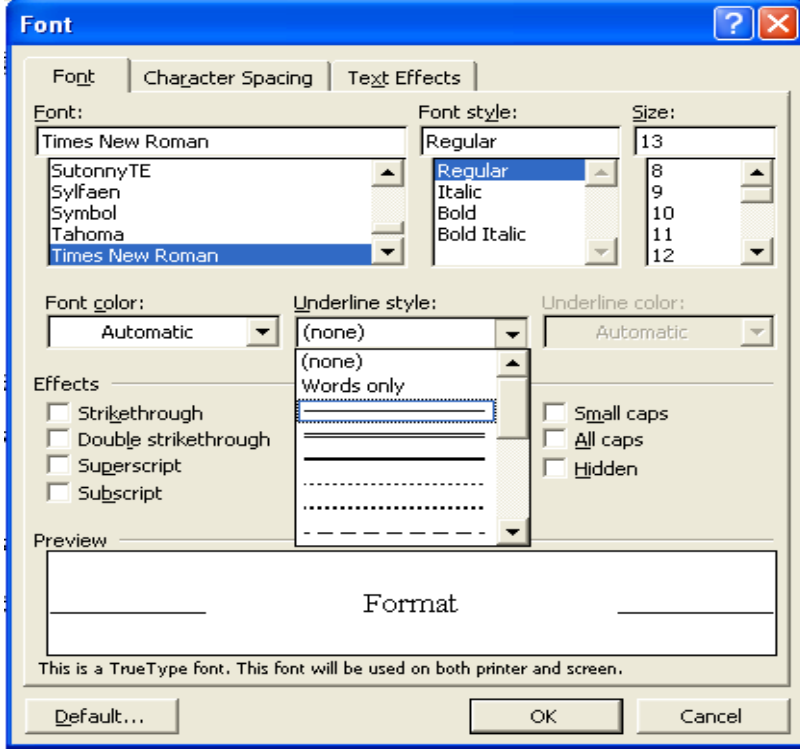 Font
Font Character Spacing Text Effects
Font: Font style: Size:
Times New Roman Regular 13
SutonnyTE Regular 8
Sylfaen Italic 9
Symbol Bold 10
Tahoma Bold Italic 11
Times New Roman 12
Font color: Underline style: Underline color:
Automatic (none) Automatic
(none)
Words only
Effects
Strikethrough Small caps
Double strikethrough All caps
Superscript Hidden
Subscript
Preview
Format
This is a TrueType font. This font will be used on both printer and screen.
Default... OK Cancel